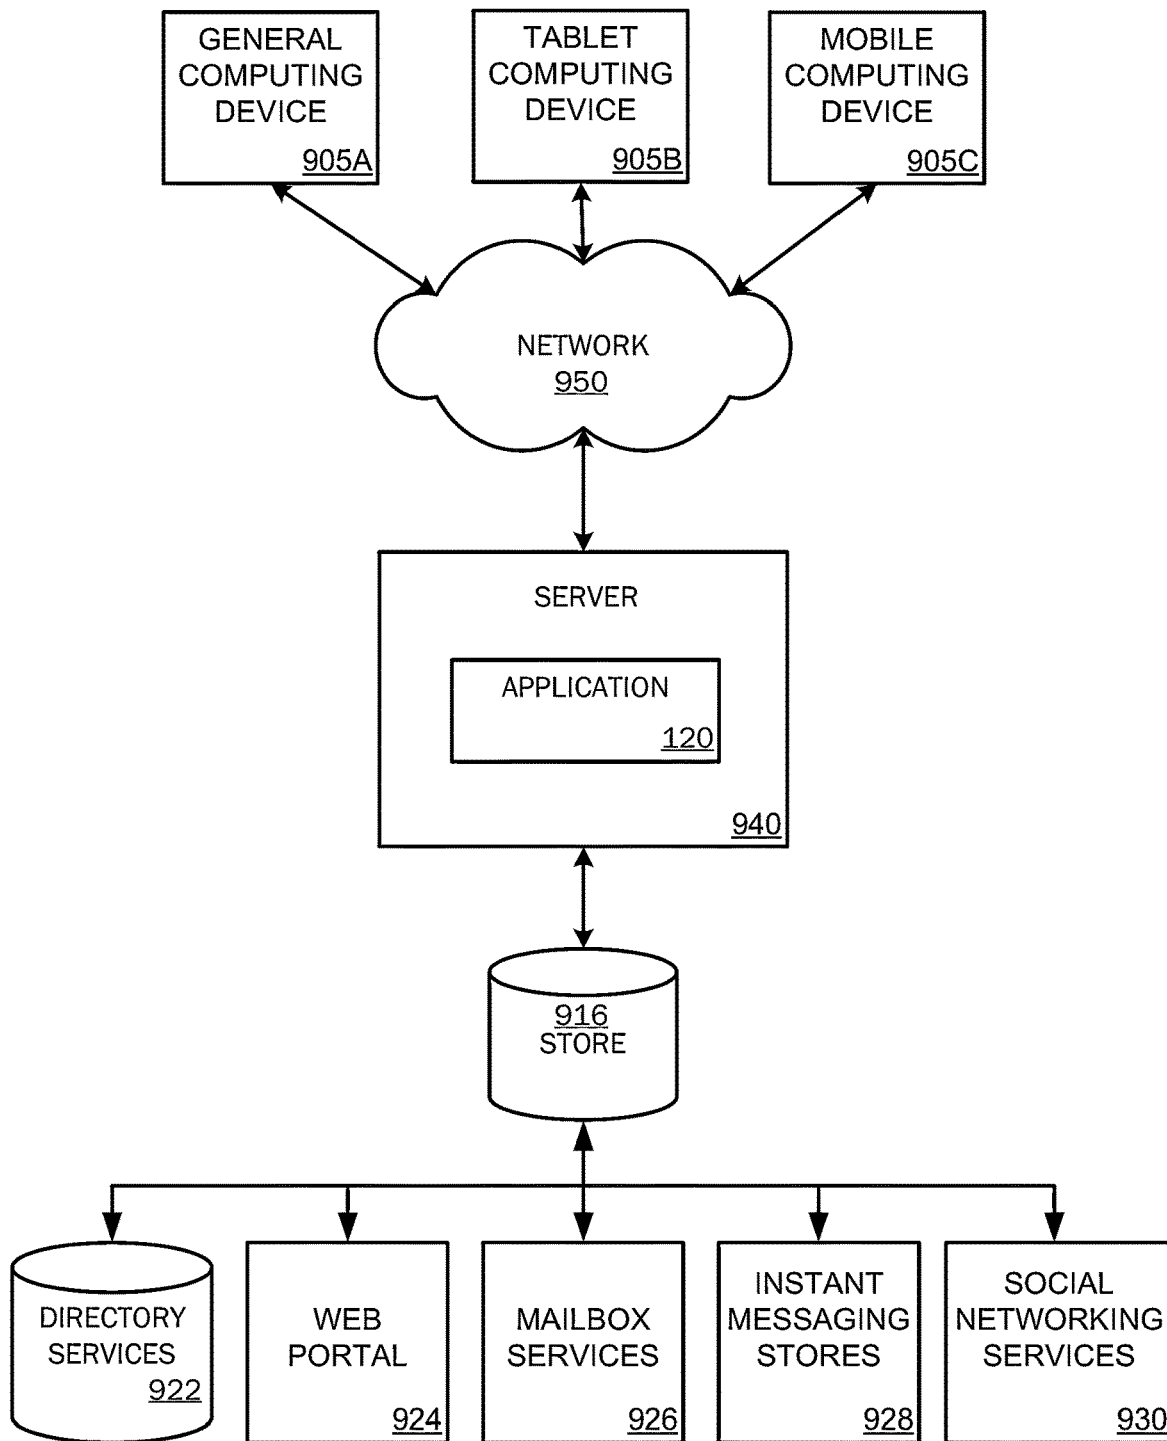 GENERAL
COMPUTING
DEVICE
905A
TABLET
COMPUTING
DEVICE
905B
MOBILE
COMPUTING
DEVICE
905C
NETWORK
950
SERVER
APPLICATION
120
940
916
STORE
DIRECTORY
SERVICES
922
WEB
PORTAL
924
MAILBOX
SERVICES
926
INSTANT
MESSAGING
STORES
928
SOCIAL
NETWORKING
SERVICES
930